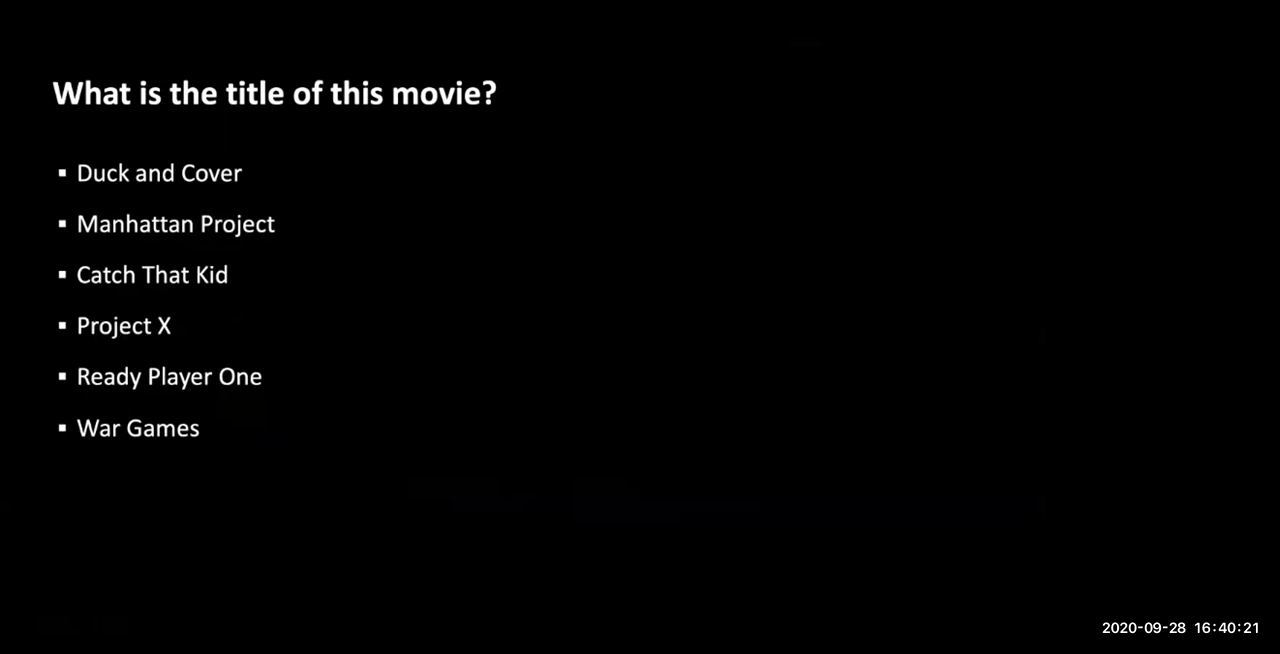 What is the title of this movie?
▪ Duck and Cover
▪ Manhattan Project
▪ Catch That Kid
▪ Project X
▪ Ready Player One
▪ War Games
2020-09-28 16:40:21